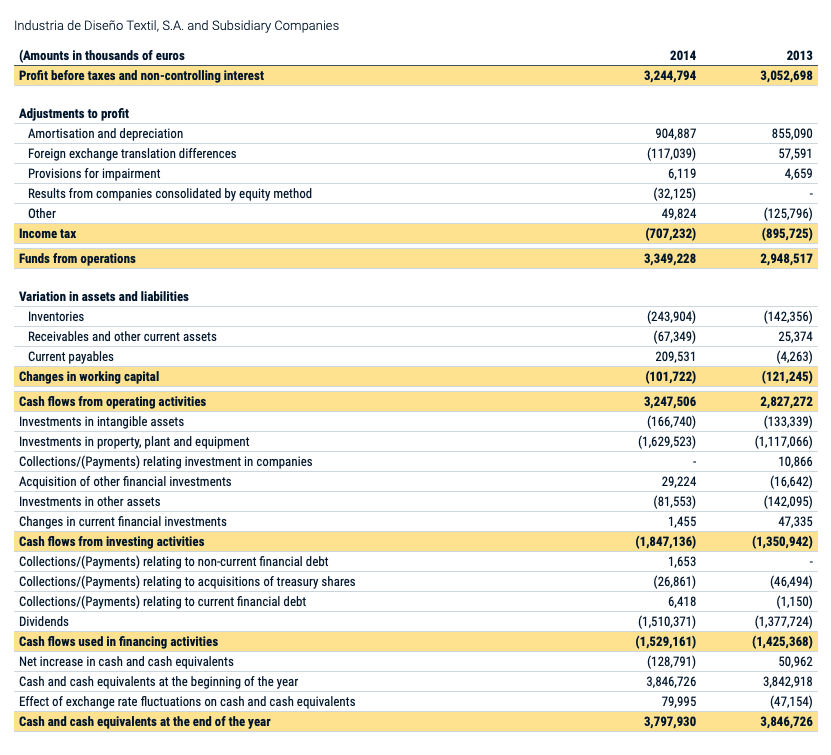 Industria de Diseño Textil, S.A. and Subsidiary Companies
(Amounts in thousands of euros 2014 2013
Profit before taxes and non-controlling interest 3,244,794 3,052,698
Adjustments to profit
Amortisation and depreciation 904,887 855,090
Foreign exchange translation differences (117,039) 57,591
Provisions for impairment 6,119 4,659
Results from companies consolidated by equity method (32,125) -
Other 49,824 (125,796)
Income tax (707,232) (895,725)
Funds from operations 3,349,228 2,948,517
Variation in assets and liabilities
Inventories (243,904) (142,356)
Receivables and other current assets (67,349) 25,374
Current payables 209,531 (4,263)
Changes in working capital (101,722) (121,245)
Cash flows from operating activities 3,247,506 2,827,272
Investments in intangible assets (166,740) (133,339)
Investments in property, plant and equipment (1,629,523) (1,117,066)
Collections/(Payments) relating investment in companies - 10,866
Acquisition of other financial investments 29,224 (16,642)
Investments in other assets (81,553) (142,095)
Changes in current financial investments 1,455 47,335
Cash flows from investing activities (1,847,136) (1,350,942)
Collections/(Payments) relating to non-current financial debt 1,653 -
Collections/(Payments) relating to acquisitions of treasury shares (26,861) (46,494)
Collections/(Payments) relating to current financial debt 6,418 (1,150)
Dividends (1,510,371) (1,377,724)
Cash flows used in financing activities (1,529,161) (1,425,368)
Net increase in cash and cash equivalents (128,791) 50,962
Cash and cash equivalents at the beginning of the year 3,846,726 3,842,918
Effect of exchange rate fluctuations on cash and cash equivalents 79,995 (47,154)
Cash and cash equivalents at the end of the year 3,797,930 3,846,726